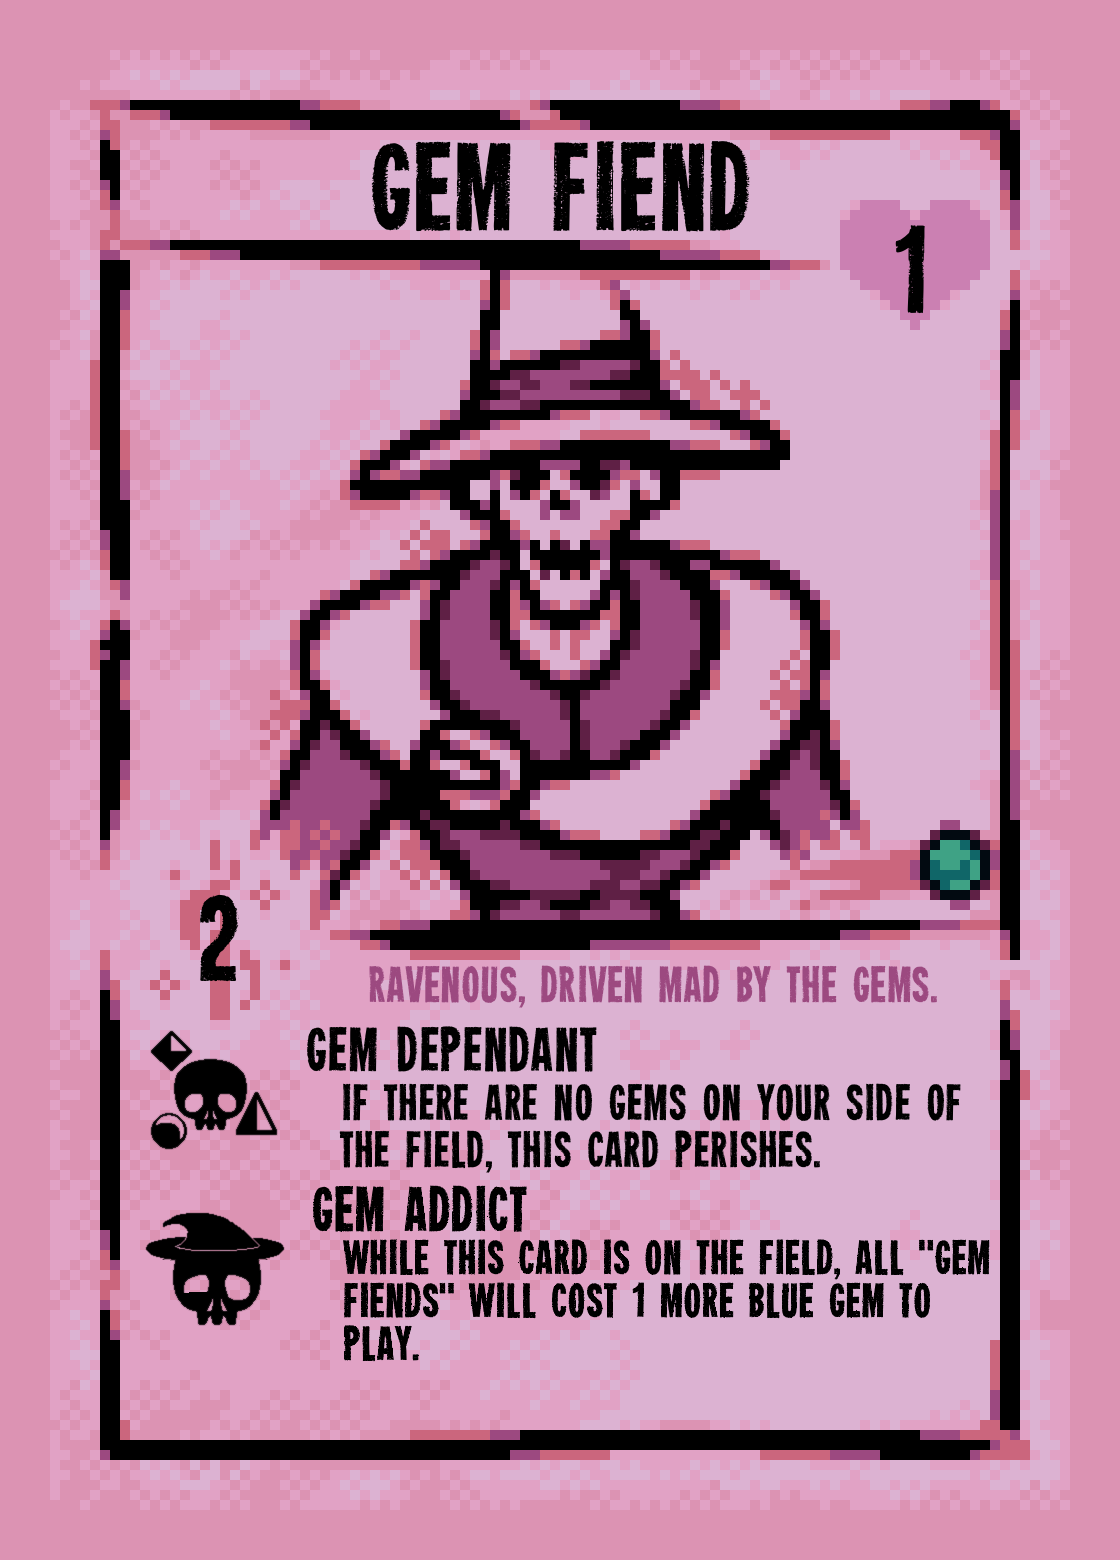 GEM FIEND
1
2
RAVENOUS, DRIVEN MAD BY THE GEMS.
GEM DEPENDANT
IF THERE ARE NO GEMS ON YOUR SIDE OF
THE FIELD, THIS CARD PERISHES.
GEM ADDICT
WHILE THIS CARD IS ON THE FIELD, ALL "GEM
FIENDS" WILL COST 1 MORE BLUE GEM TO
PLAY.